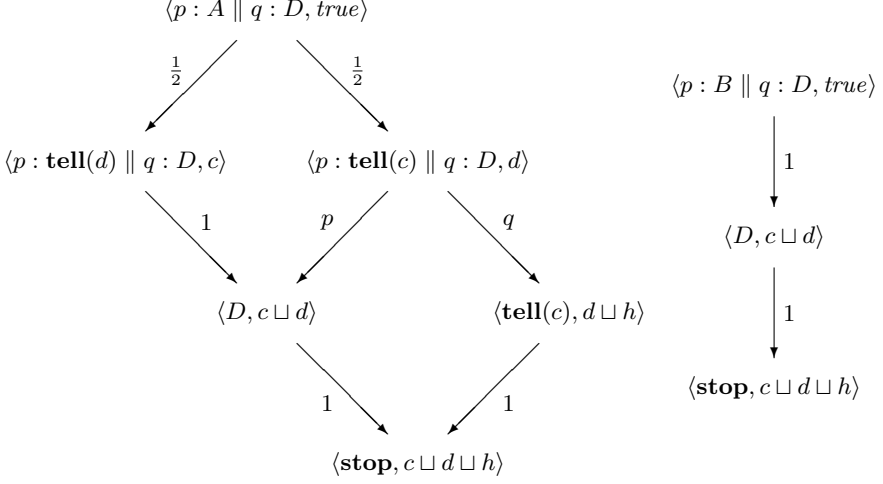 ⟨p : A ∥ q : D, true⟩
1/2 1/2
⟨p : B ∥ q : D, true⟩
⟨p : tell(d) ∥ q : D, c⟩ ⟨p : tell(c) ∥ q : D, d⟩
1
1 p q
⟨D, c ⊔ d⟩
⟨D, c ⊔ d⟩ ⟨tell(c), d ⊔ h⟩
1
⟨stop, c ⊔ d ⊔ h⟩
1 1
⟨stop, c ⊔ d ⊔ h⟩